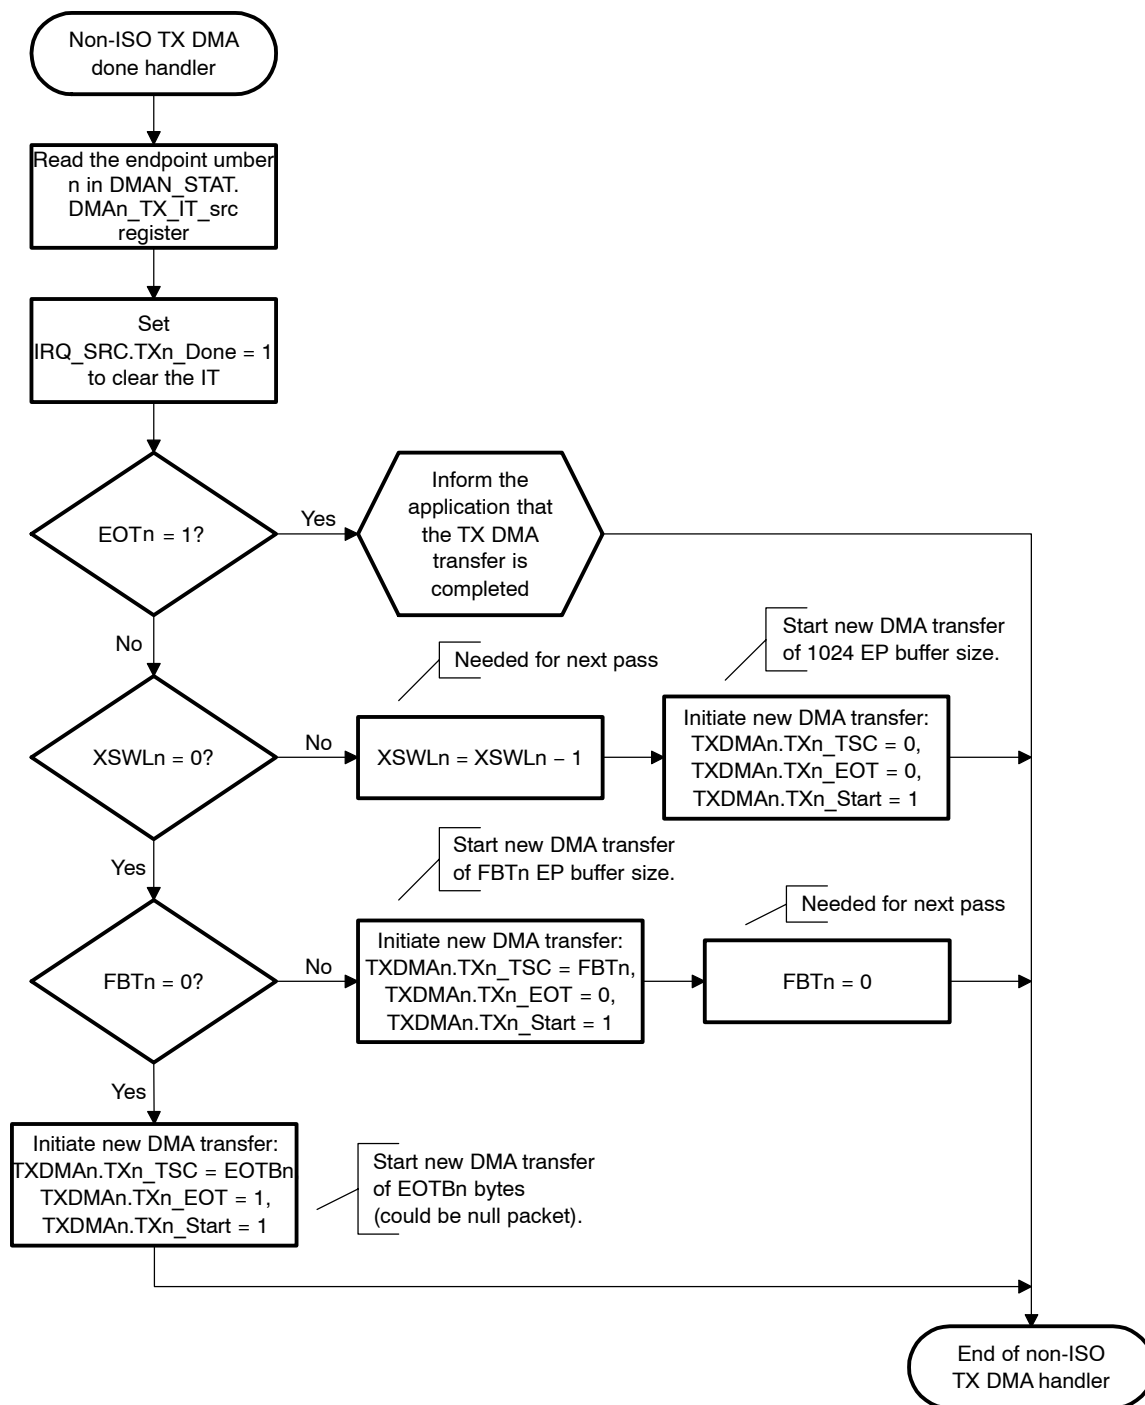 Non-ISO TX DMA
done handler
Read the endpoint umber
n in DMAN_STAT.
DMAn_TX_IT_src
register
Set
IRQ_SRC.TXn_Done = 1
to clear the IT
EOTn = 1?
Yes
Inform the
application that
the TX DMA
transfer is
completed
No
Needed for next pass
Start new DMA transfer
of 1024 EP buffer size.
XSWLn = 0?
No
XSWLn = XSWLn − 1
Initiate new DMA transfer:
TXDMAn.TXn_TSC = 0,
TXDMAn.TXn_EOT = 0,
TXDMAn.TXn_Start = 1
Yes
Start new DMA transfer
of FBTn EP buffer size.
Needed for next pass
FBTn = 0?
No
Initiate new DMA transfer:
TXDMAn.TXn_TSC = FBTn,
TXDMAn.TXn_EOT = 0,
TXDMAn.TXn_Start = 1
FBTn = 0
Yes
Initiate new DMA transfer:
TXDMAn.TXn_TSC = EOTBn
TXDMAn.TXn_EOT = 1,
TXDMAn.TXn_Start = 1
Start new DMA transfer
of EOTBn bytes
(could be null packet).
End of non-ISO
TX DMA handler